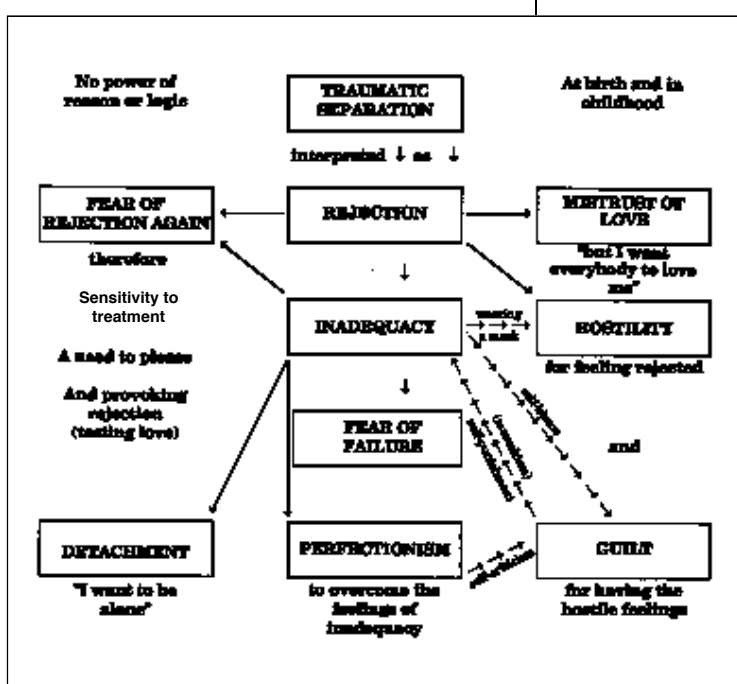 No power of
reason or logic
TRAUMATIC
SEPARATION
At birth and in
childhood
interpreted ↓ as ↓
FEAR OF
REJECTION AGAIN
REJECTION
MISTRUST OF
LOVE
therefore
"but I want
everybody to love
me"
Sensitivity to
treatment
INADEQUACY
wearing
a mask
HOSTILITY
A need to please
for feeling rejected
And provoking
rejection
(testing love)
FEAR OF
FAILURE
and
DETACHMENT
PERFECTIONISM
GUILT
"I want to be
alone"
to overcome the
feelings of
inadequacy
for having the
hostile feelings